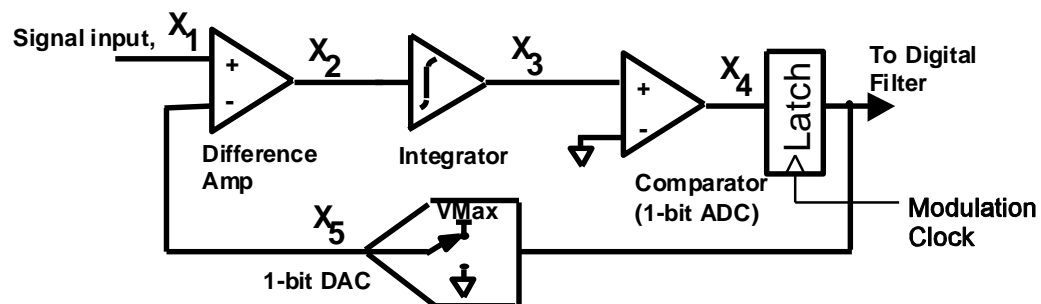 Signal input,
X1
+
-
Difference
Amp
X2
Integrator
X3
+
-
Comparator
(1-bit ADC)
X4
Latch
To Digital
Filter
Modulation
Clock
X5
1-bit DAC
VMax